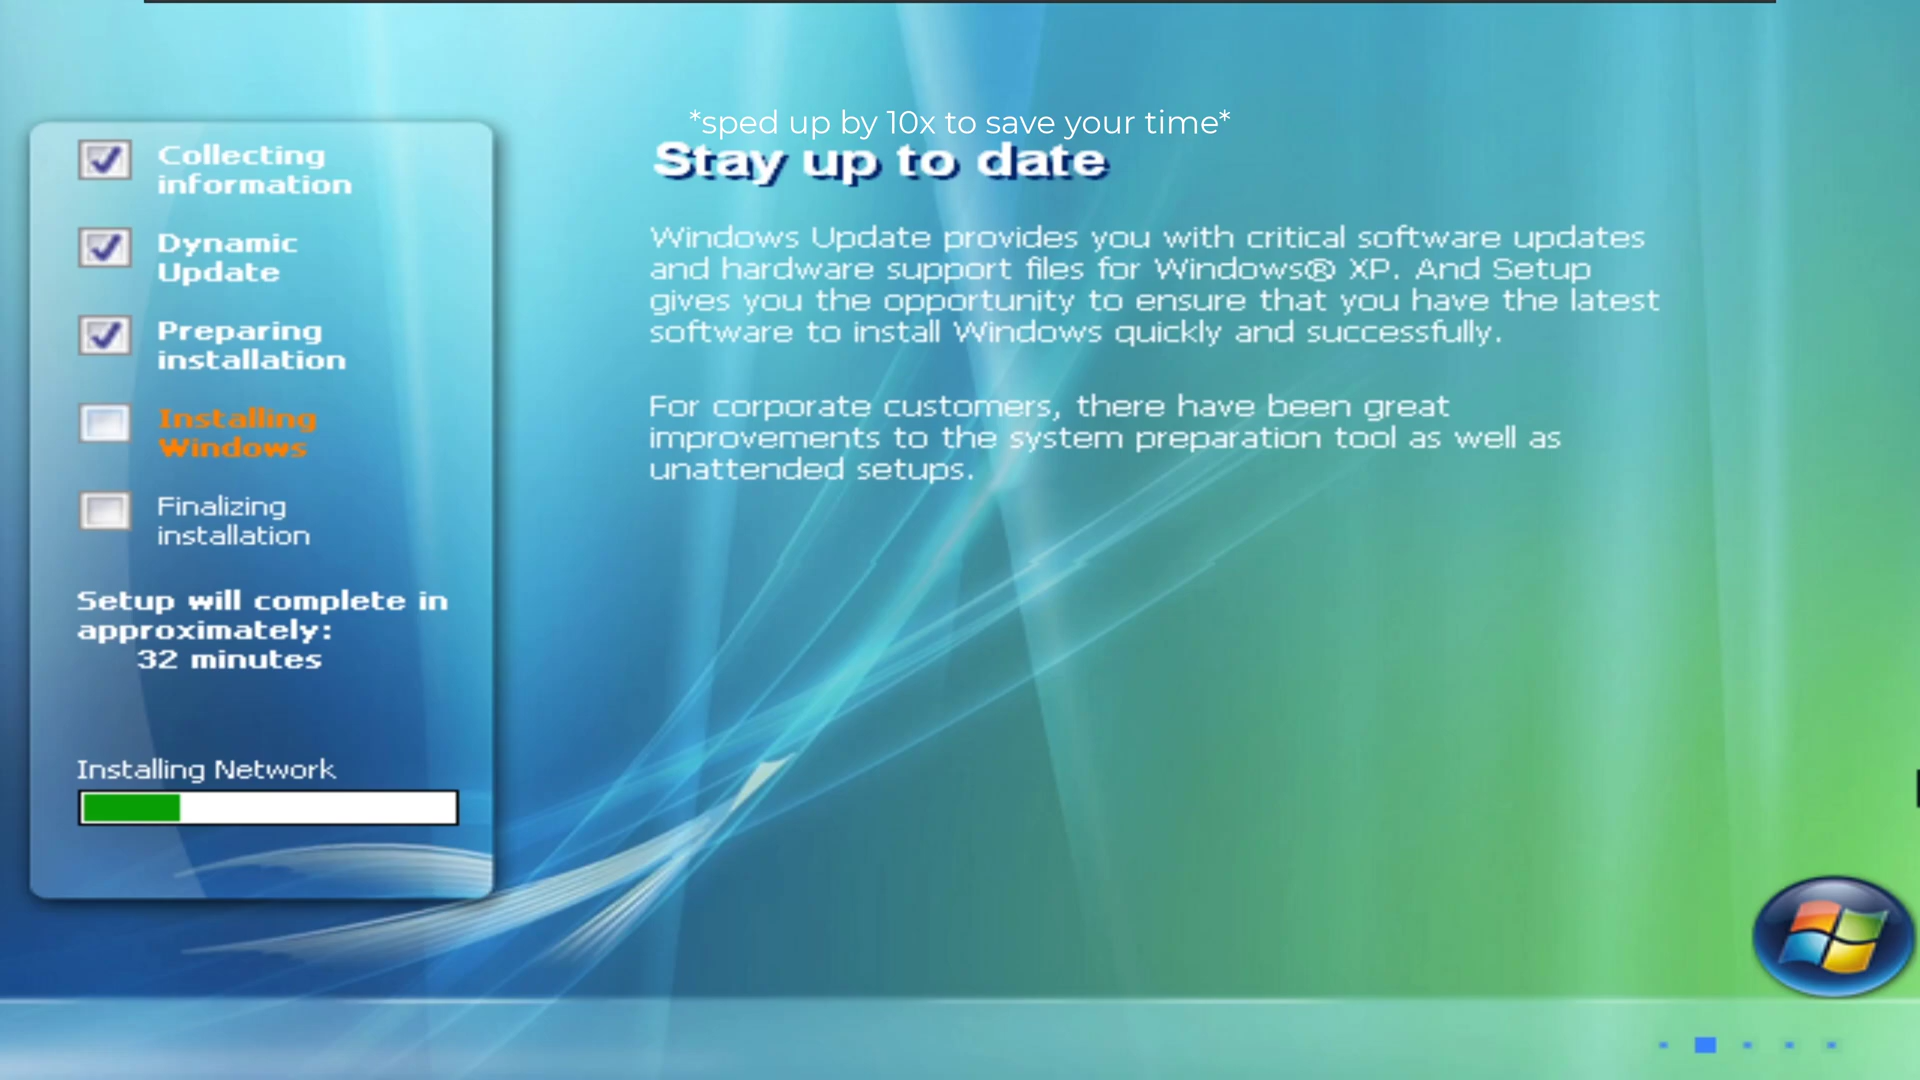 *sped up by 10x to save your time*
Collecting
information
Dynamic
Update
Preparing
installation
Installing
Windows
Finalizing
installation
Setup will complete in
approximately:
32 minutes
Installing Network
Stay up to date
Windows Update provides you with critical software updates
and hardware support files for Windows® XP. And Setup
gives you the opportunity to ensure that you have the latest
software to install Windows quickly and successfully.
For corporate customers, there have been great
improvements to the system preparation tool as well as
unattended setups.